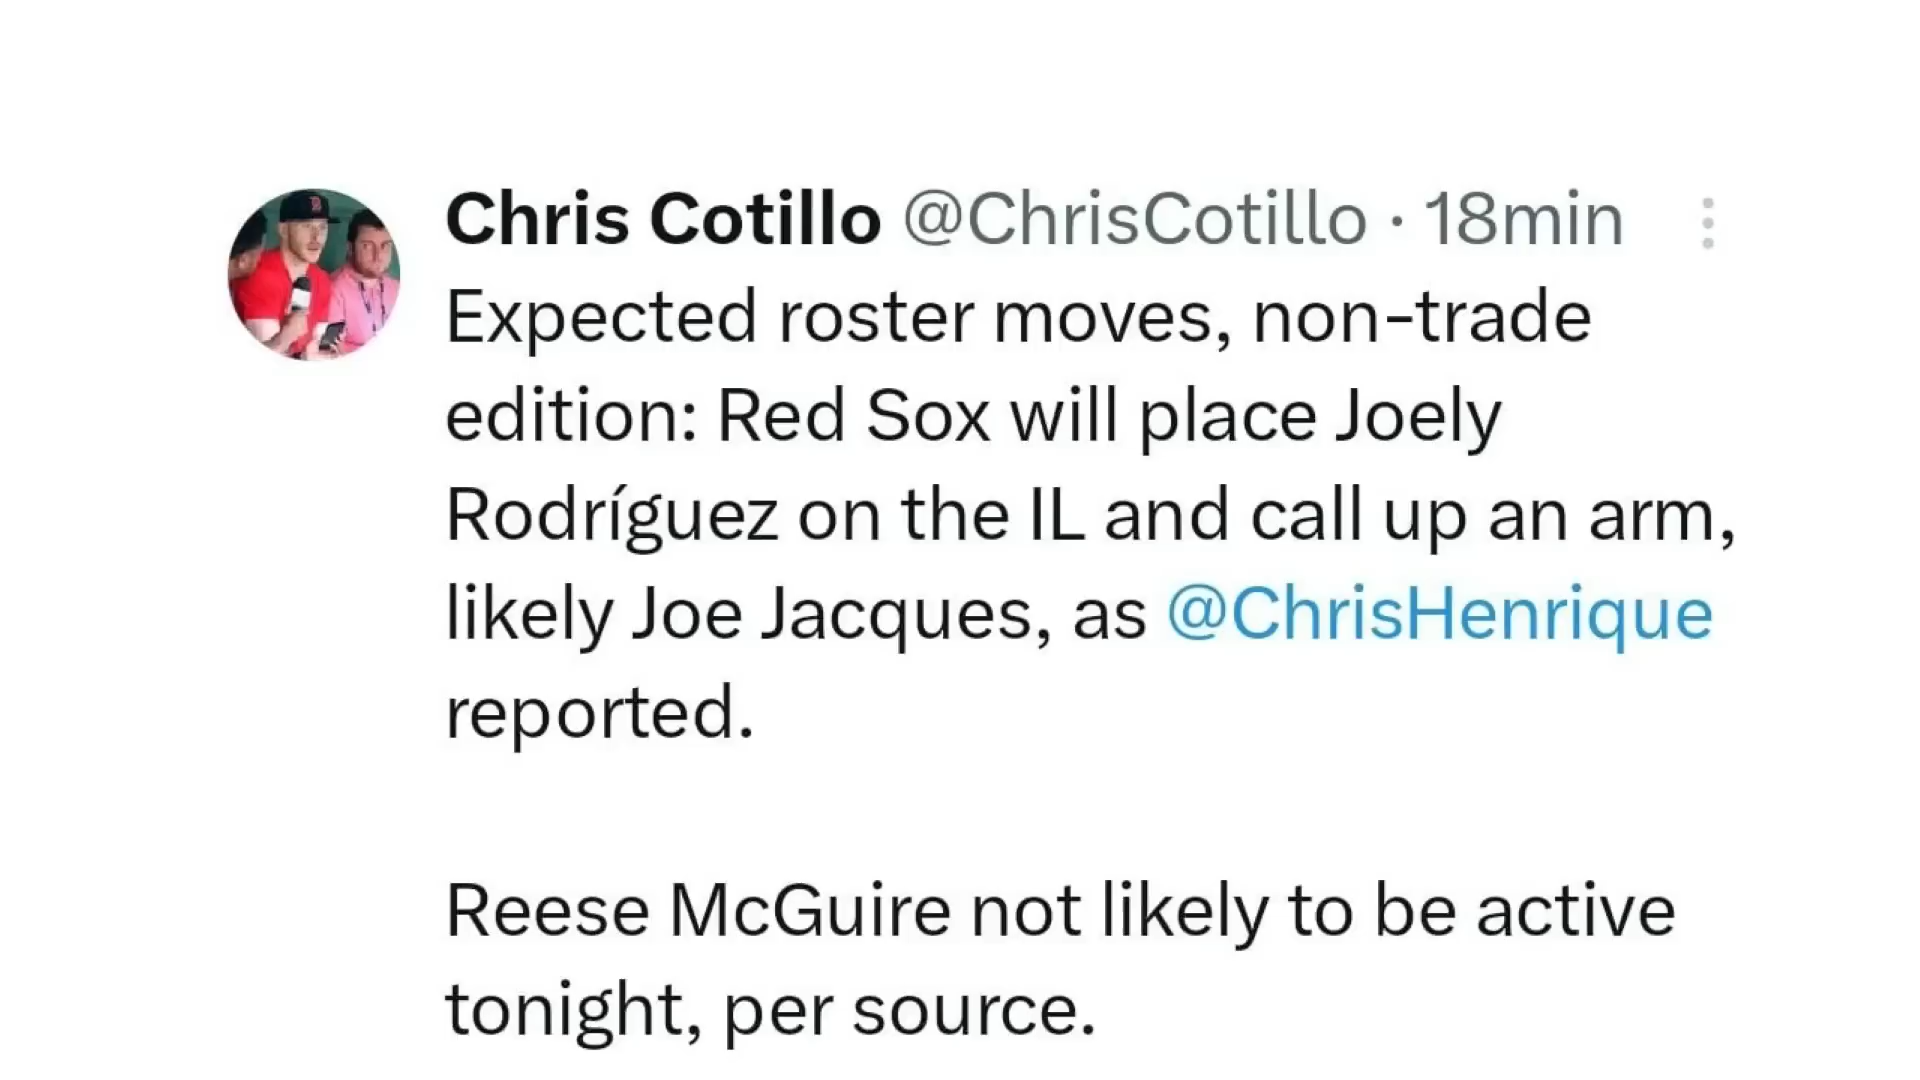 Chris Cotillo @ChrisCotillo · 18min
Expected roster moves, non-trade
edition: Red Sox will place Joely
Rodríguez on the IL and call up an arm,
likely Joe Jacques, as @ChrisHenrique
reported.
Reese McGuire not likely to be active
tonight, per source.